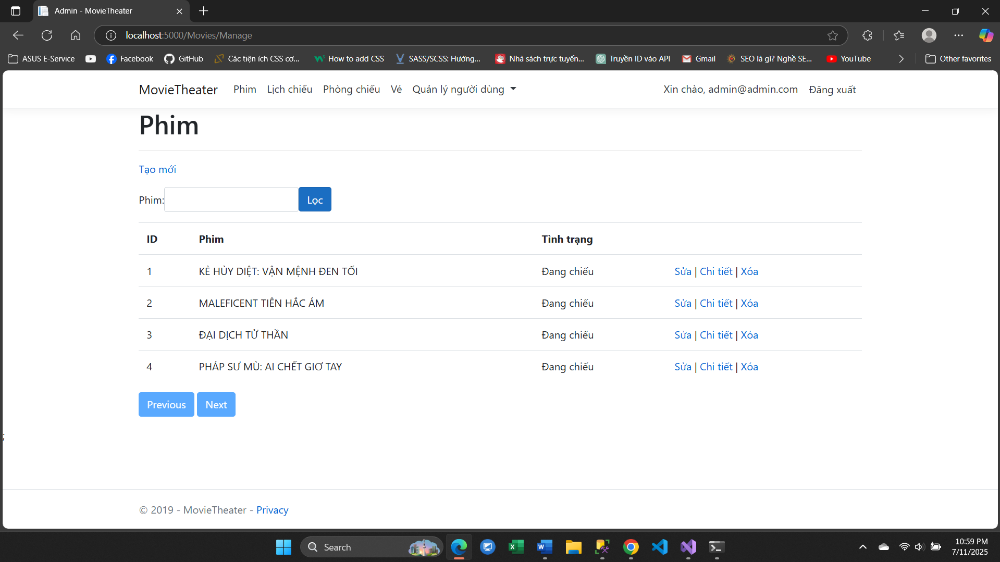 Admin - MovieTheater
localhost:5000/Movies/Manage
ASUS E-Service Facebook GitHub Các tiện ích CSS cơ... How to add CSS SASS/SCSS: Hướng... Nhà sách trực tuyến... Truyền ID vào API Gmail SEO là gì? Nghề SE... YouTube Other favorites
MovieTheater Phim Lịch chiếu Phòng chiếu Vé Quản lý người dùng Xin chào, admin@admin.com Đăng xuất
Phim
Tạo mới
Phim: Lọc
ID Phim Tình trạng
1 KẺ HỦY DIỆT: VẬN MỆNH ĐEN TỐI Đang chiếu Sửa | Chi tiết | Xóa
2 MALEFICENT TIÊN HẮC ÁM Đang chiếu Sửa | Chi tiết | Xóa
3 ĐẠI DỊCH TỬ THẦN Đang chiếu Sửa | Chi tiết | Xóa
4 PHÁP SƯ MÙ: AI CHẾT GIƠ TAY Đang chiếu Sửa | Chi tiết | Xóa
Previous Next
;
© 2019 - MovieTheater - Privacy
Search
10:59 PM
7/11/2025